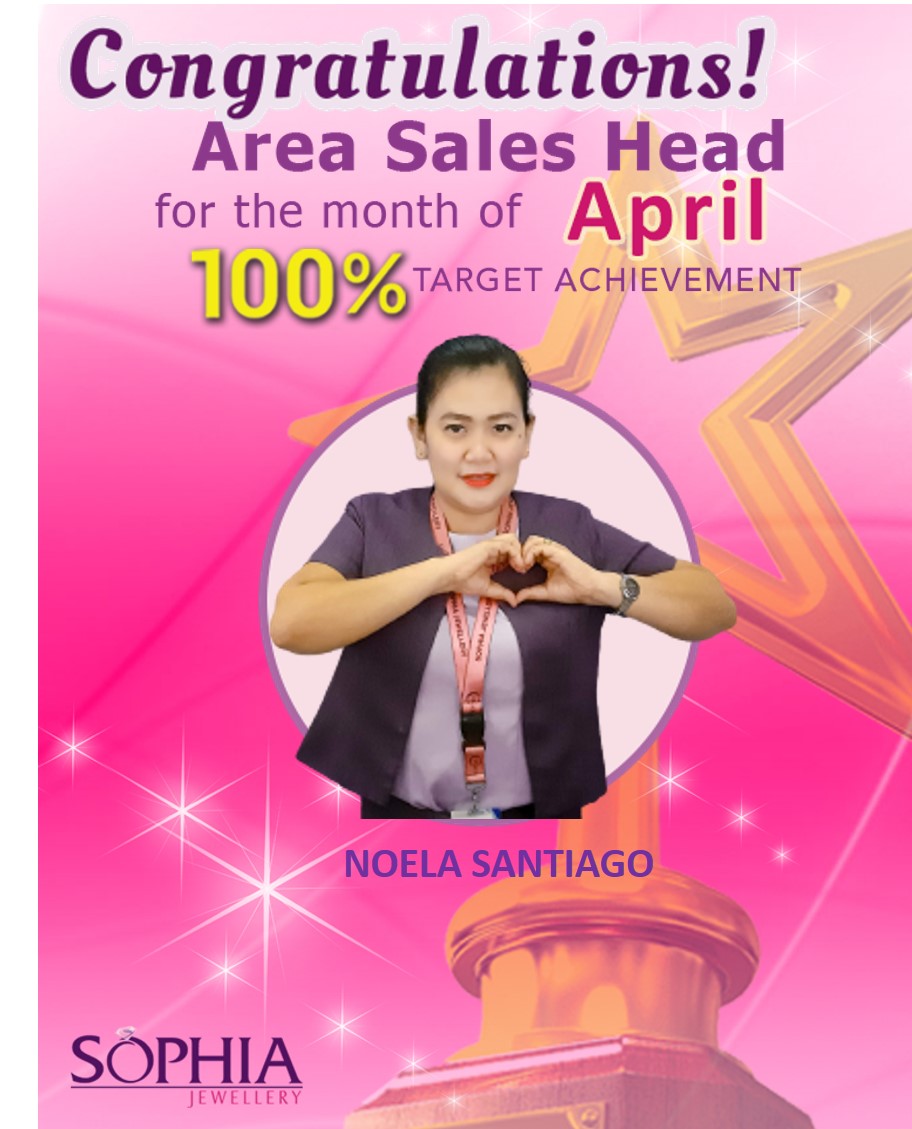 Congratulations!
Area Sales Head
for the month of April
100% TARGET ACHIEVEMENT
NOELA SANTIAGO
SOPHIA
JEWELLERY